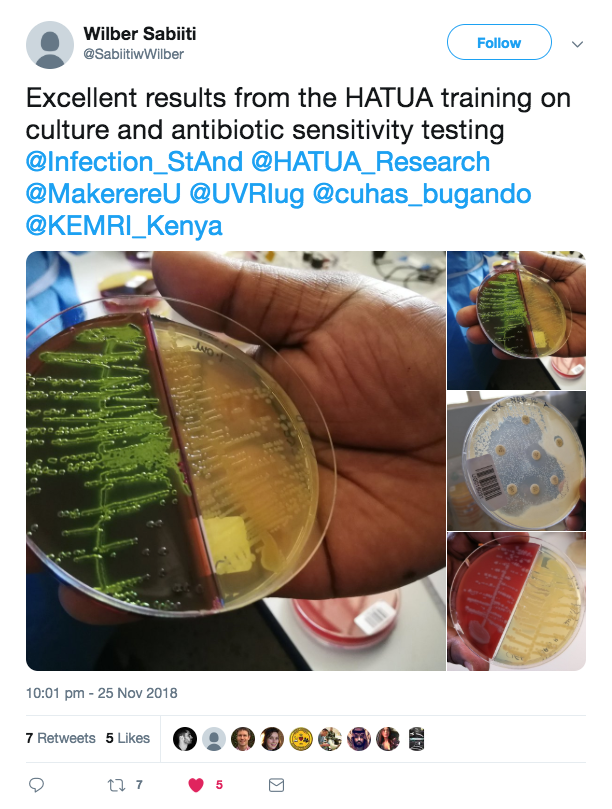 Wilber Sabiiti
@SabiitiwWilber
Follow
Excellent results from the HATUA training on
culture and antibiotic sensitivity testing
@Infection_StAnd @HATUA_Research
@MakerereU @UVRIug @cuhas_bugando
@KEMRI_Kenya
10:01 pm - 25 Nov 2018
7 Retweets 5 Likes
7 5